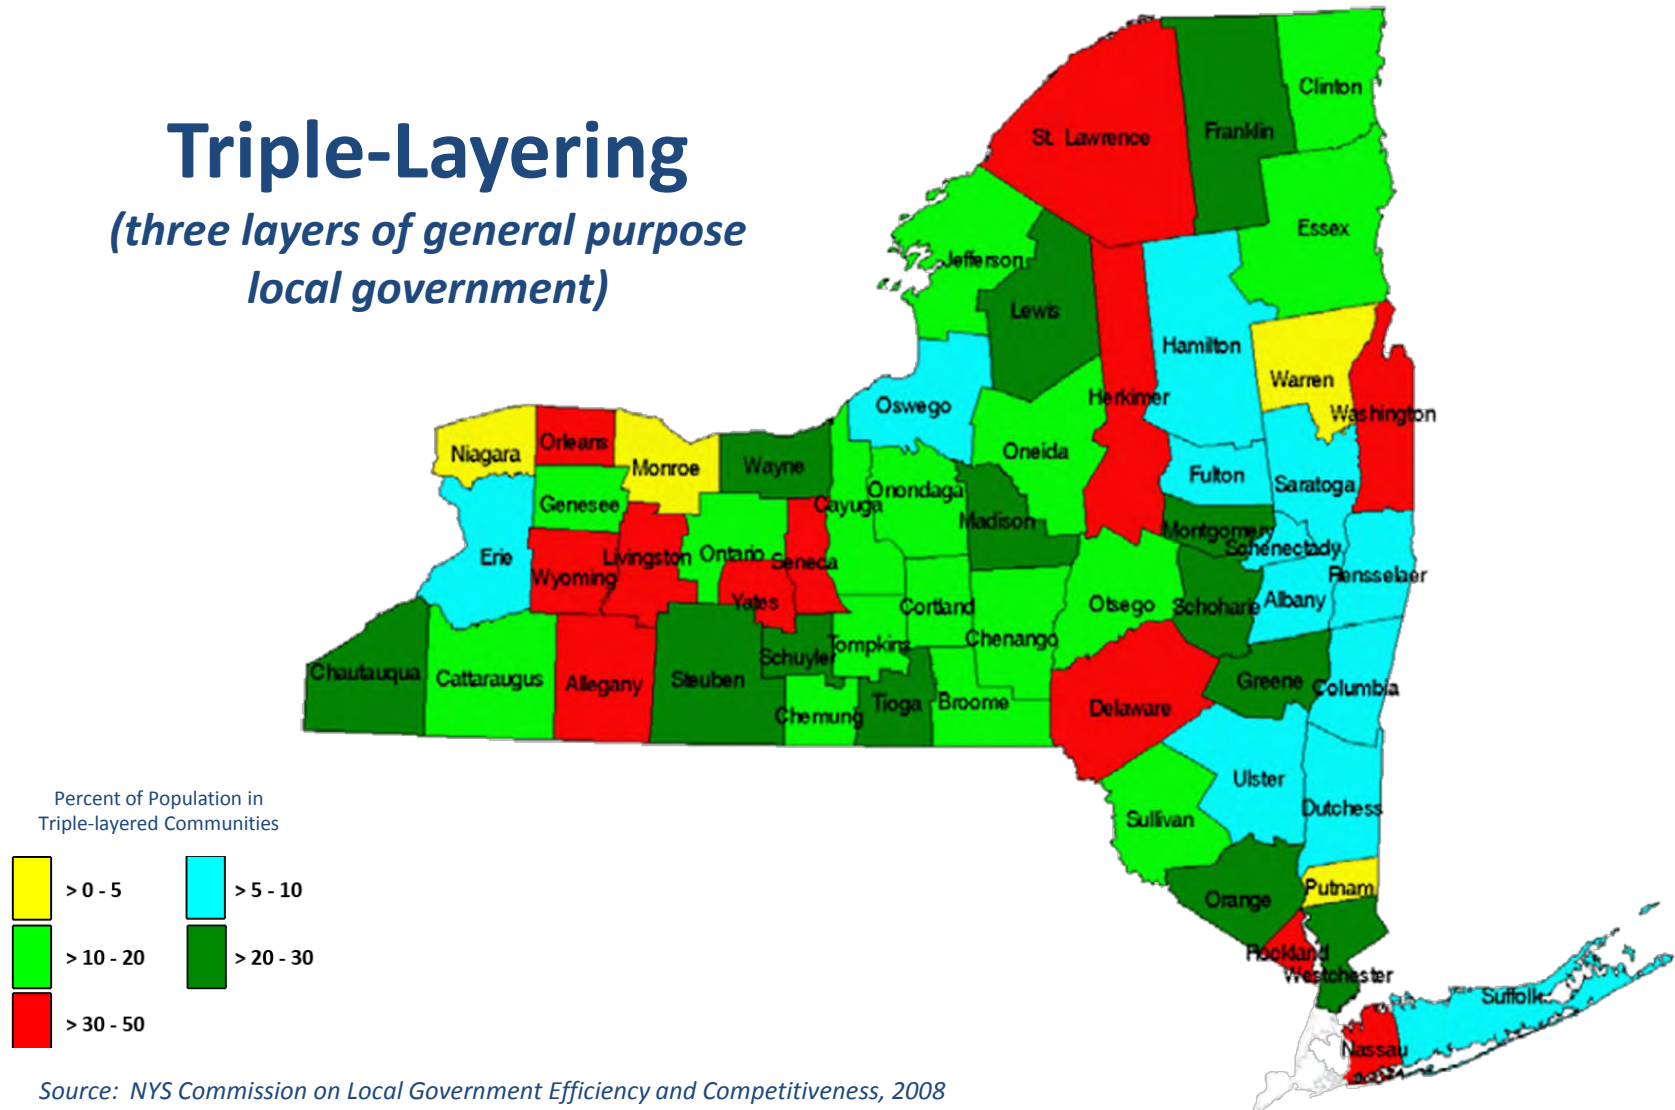 Triple-Layering
(three layers of general purpose
local government)
Clinton
Franklin
St. Lawrence
Essex
Jefferson
Lewis
Hamilton
Warren
Herkimer
Washington
Oswego
Oneida
Niagara
Orleans
Monroe
Wayne
Fulton
Saratoga
Genesee
Cayuga
Onondaga
Madison
Montgomery
Schenectady
Erie
Wyoming
Livingston
Ontario
Seneca
Rensselaer
Yates
Cortland
Otsego
Schoharie
Albany
Chenango
Tompkins
Schuyler
Chautauqua
Cattaraugus
Allegany
Steuben
Greene
Columbia
Chemung
Tioga
Broome
Delaware
Ulster
Dutchess
Sullivan
Putnam
Orange
Rockland
Westchester
Suffolk
Nassau
Percent of Population in
Triple-layered Communities
> 0 - 5
> 5 - 10
> 10 - 20
> 20 - 30
> 30 - 50
Source: NYS Commission on Local Government Efficiency and Competitiveness, 2008